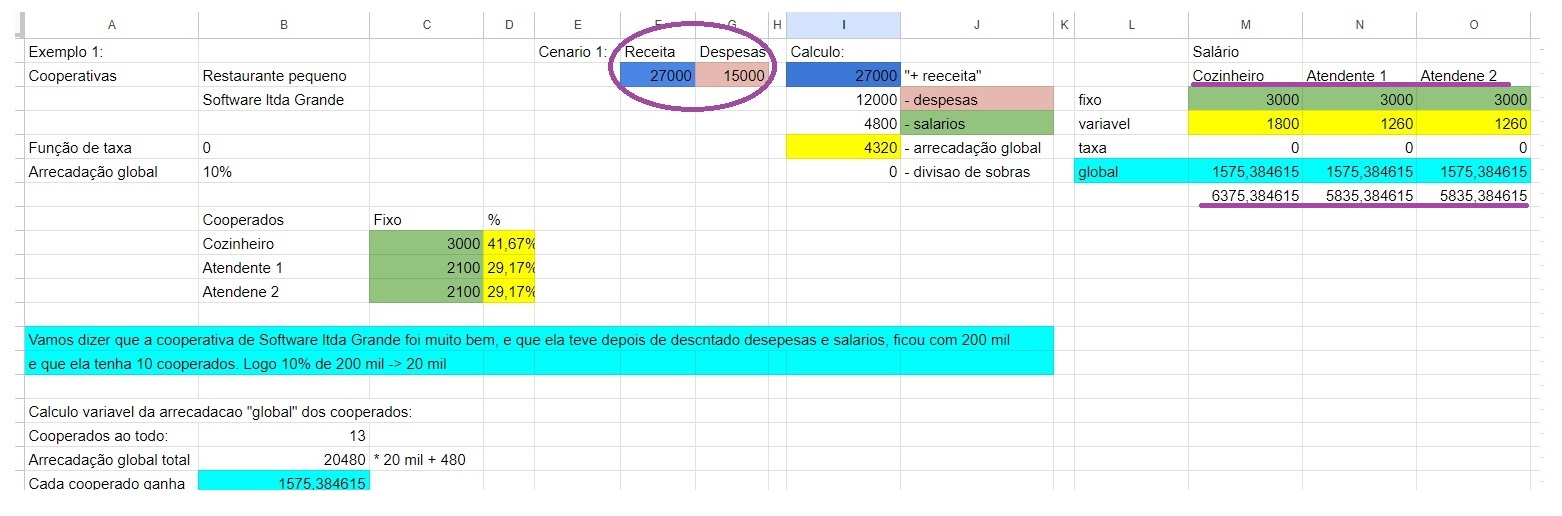 A B C D E F G H I J K L M N O
Exemplo 1: Cenario 1: Receita Despesas Calculo: Salário
Cooperativas Restaurante pequeno 27000 15000 27000 "+ reeceita" Cozinheiro Atendente 1 Atendene 2
Software ltda Grande 12000 - despesas fixo 3000 3000 3000
4800 - salarios variavel 1800 1260 1260
Função de taxa 0 4320 - arrecadação global taxa 0 0 0
Arrecadação global 10% 0 - divisao de sobras global 1575,384615 1575,384615 1575,384615
6375,384615 5835,384615 5835,384615
Cooperados Fixo %
Cozinheiro 3000 41,67%
Atendente 1 2100 29,17%
Atendene 2 2100 29,17%
Vamos dizer que a cooperativa de Software ltda Grande foi muito bem, e que ela teve depois de descntado desepesas e salarios, ficou com 200 mil
e que ela tenha 10 cooperados. Logo 10% de 200 mil -> 20 mil
Calculo variavel da arrecadacao "global" dos cooperados:
Cooperados ao todo: 13
Arrecadação global total 20480 * 20 mil + 480
Cada cooperado ganha 1575,384615